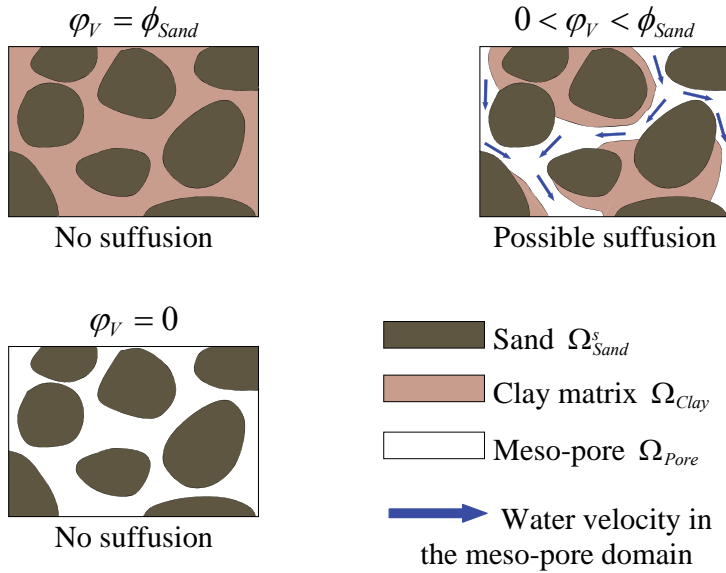 φ_V = ϕ_Sand
0 < φ_V < ϕ_Sand
No suffusion
Possible suffusion
φ_V = 0
No suffusion
Sand Ω^s_Sand
Clay matrix Ω_Clay
Meso-pore Ω_Pore
Water velocity in
the meso-pore domain